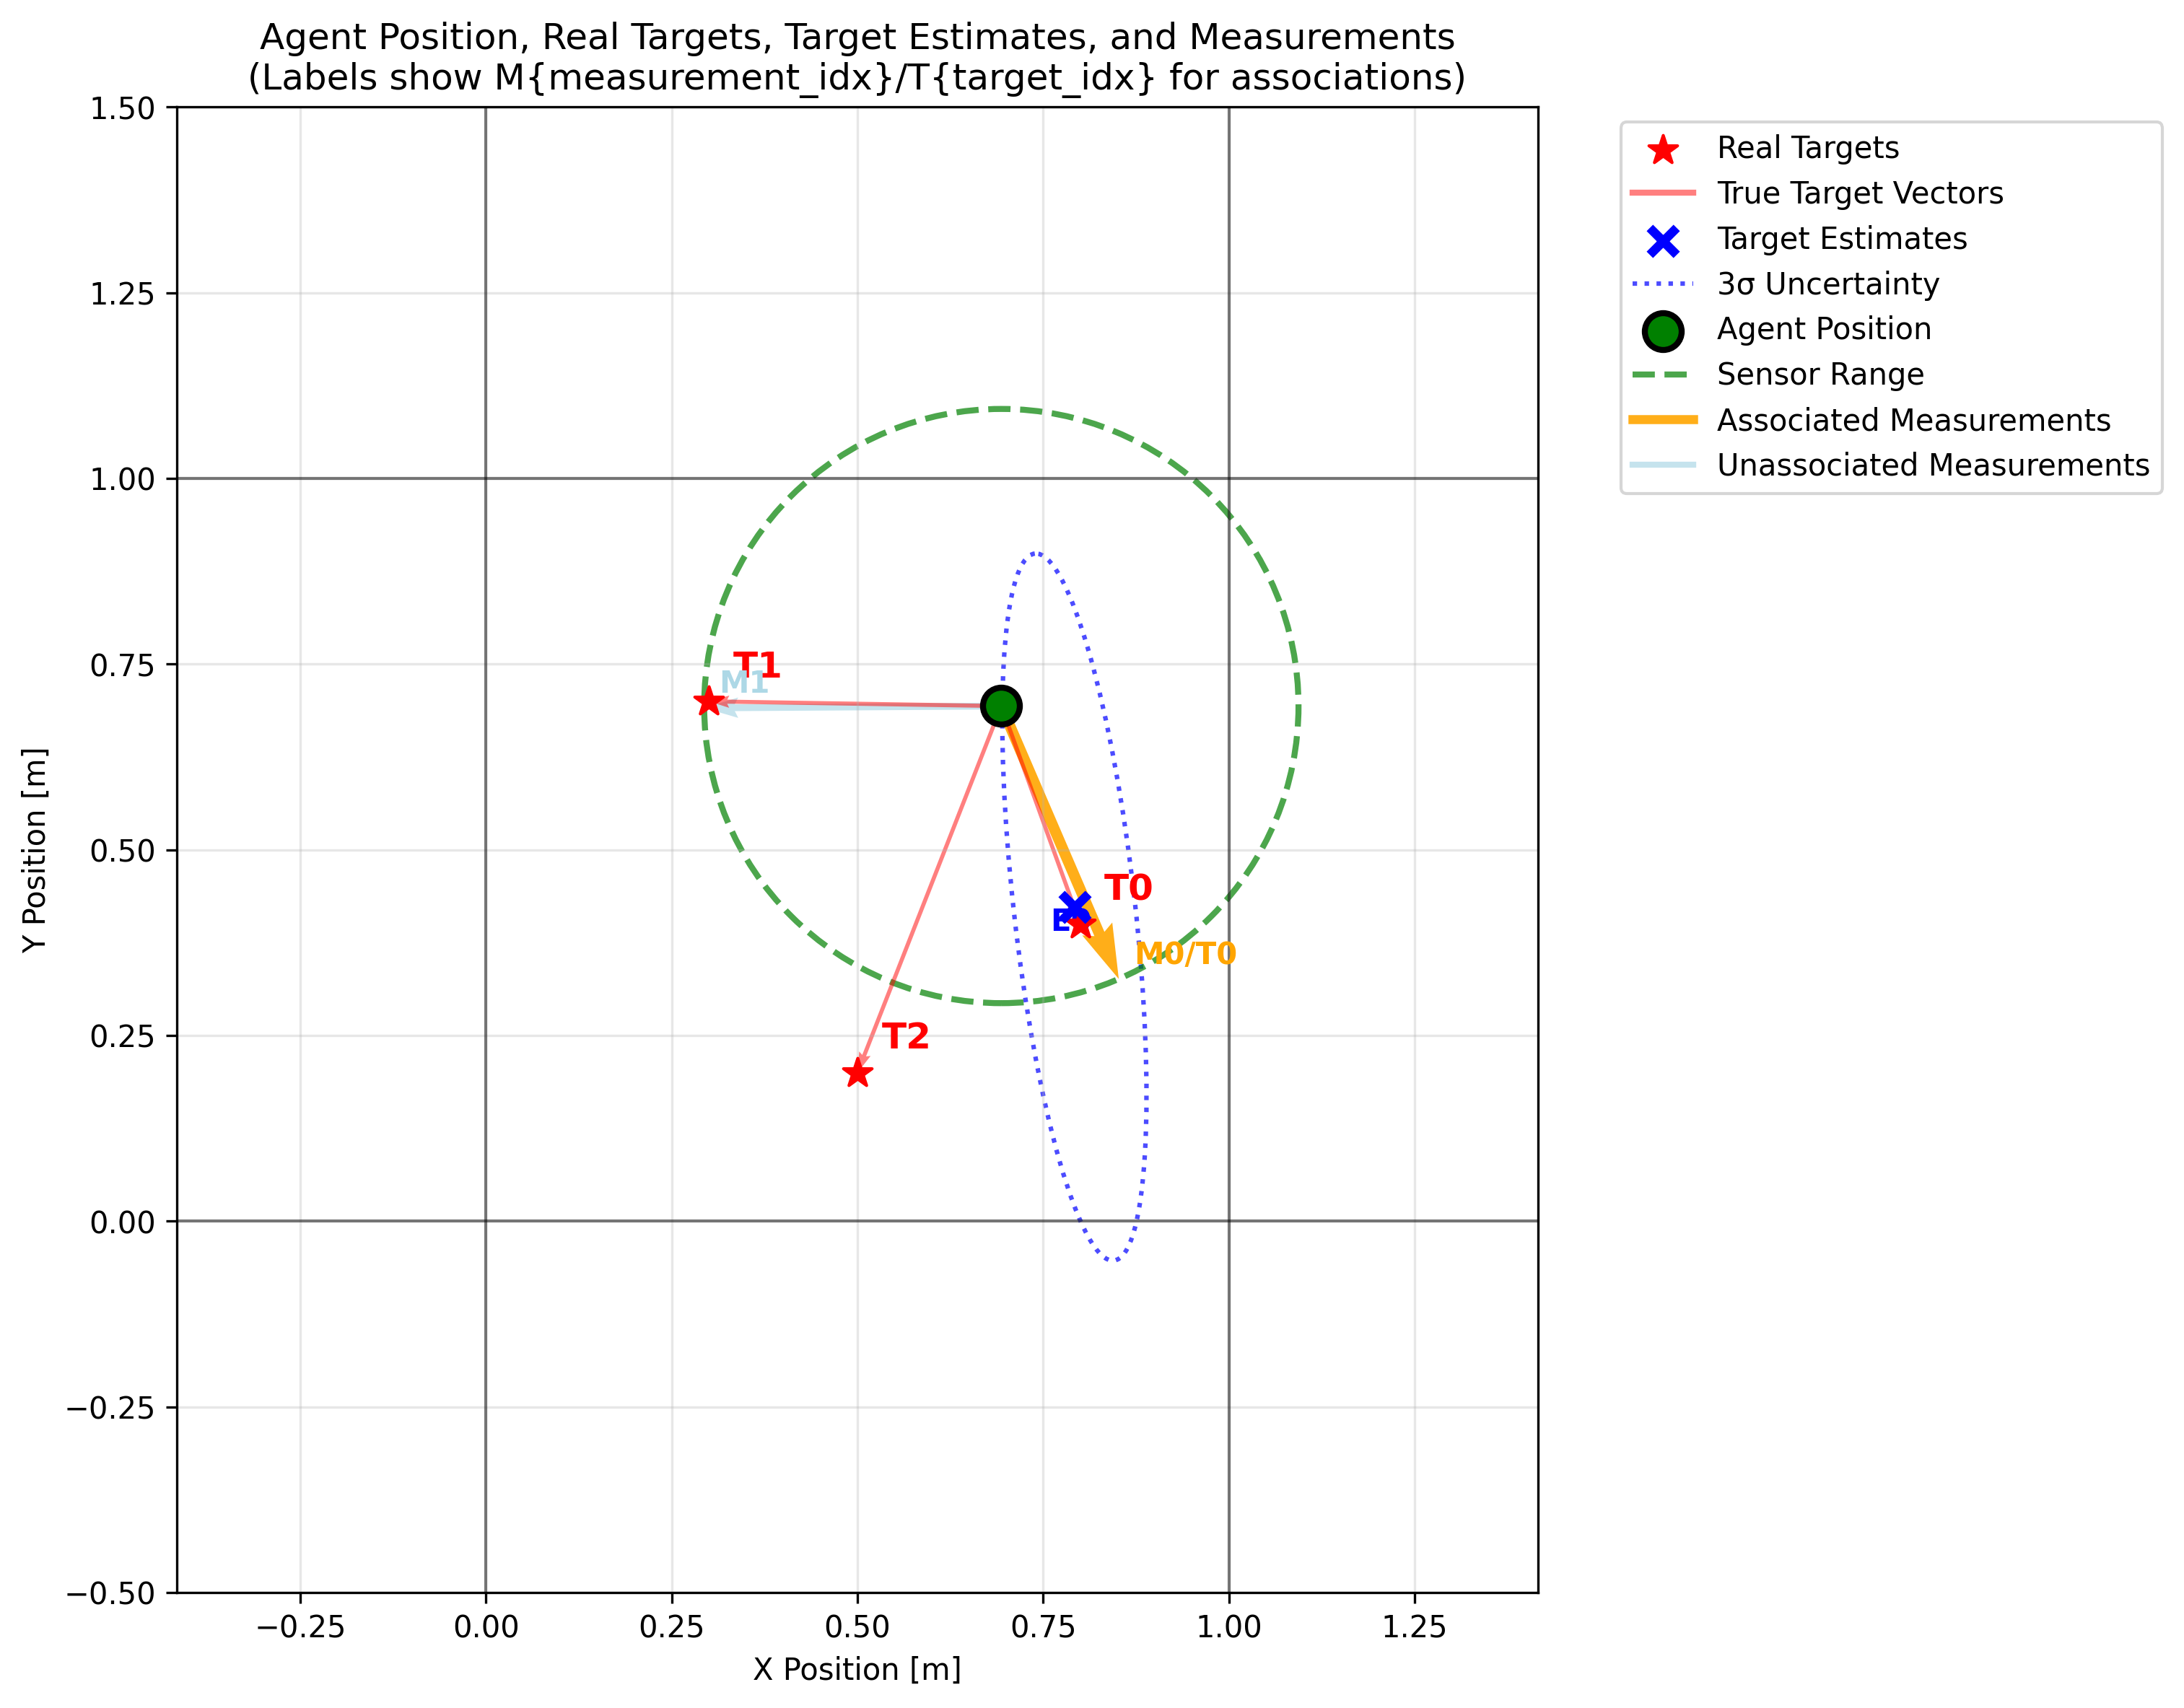 Agent Position, Real Targets, Target Estimates, and Measurements
(Labels show M{measurement_idx}/T{target_idx} for associations)
1.50
1.25
1.00
0.75
0.50
0.25
0.00
−0.25
−0.50
Y Position [m]
T1
M1
T0
M0/T0
T2
−0.25
0.00
0.25
0.50
0.75
1.00
1.25
X Position [m]
Real Targets
True Target Vectors
Target Estimates
3σ Uncertainty
Agent Position
Sensor Range
Associated Measurements
Unassociated Measurements